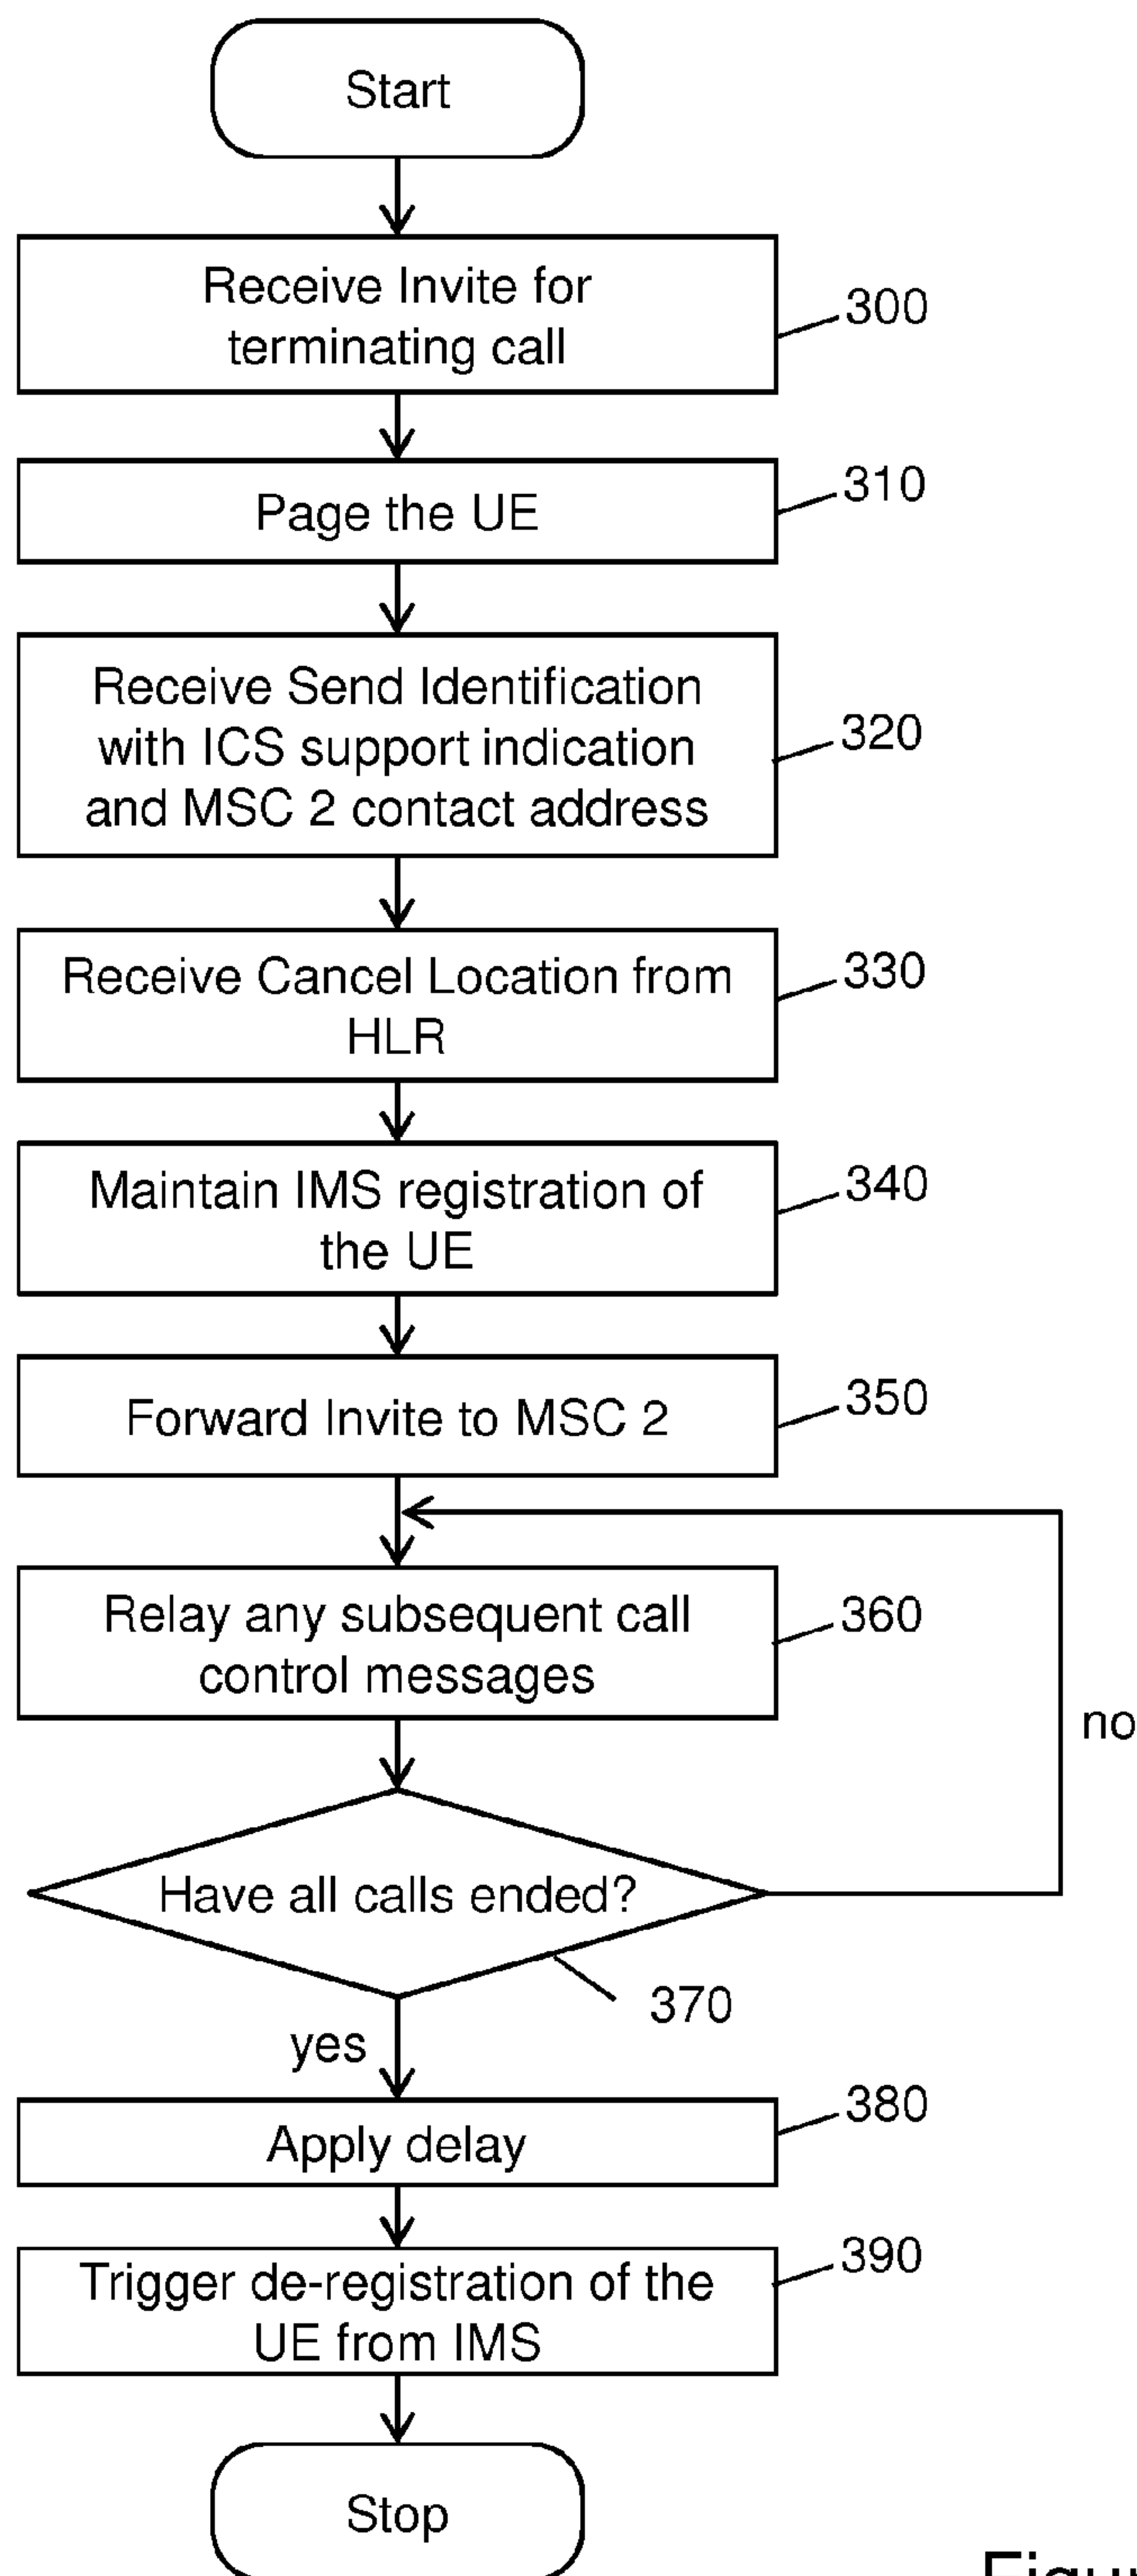 Start
Receive Invite for
terminating call
300
Page the UE
310
Receive Send Identification
with ICS support indication
and MSC 2 contact address
320
Receive Cancel Location from
HLR
330
Maintain IMS registration of
the UE
340
Forward Invite to MSC 2
350
Relay any subsequent call
control messages
360
no
Have all calls ended?
370
yes
Apply delay
380
Trigger de-registration of the
UE from IMS
390
Stop